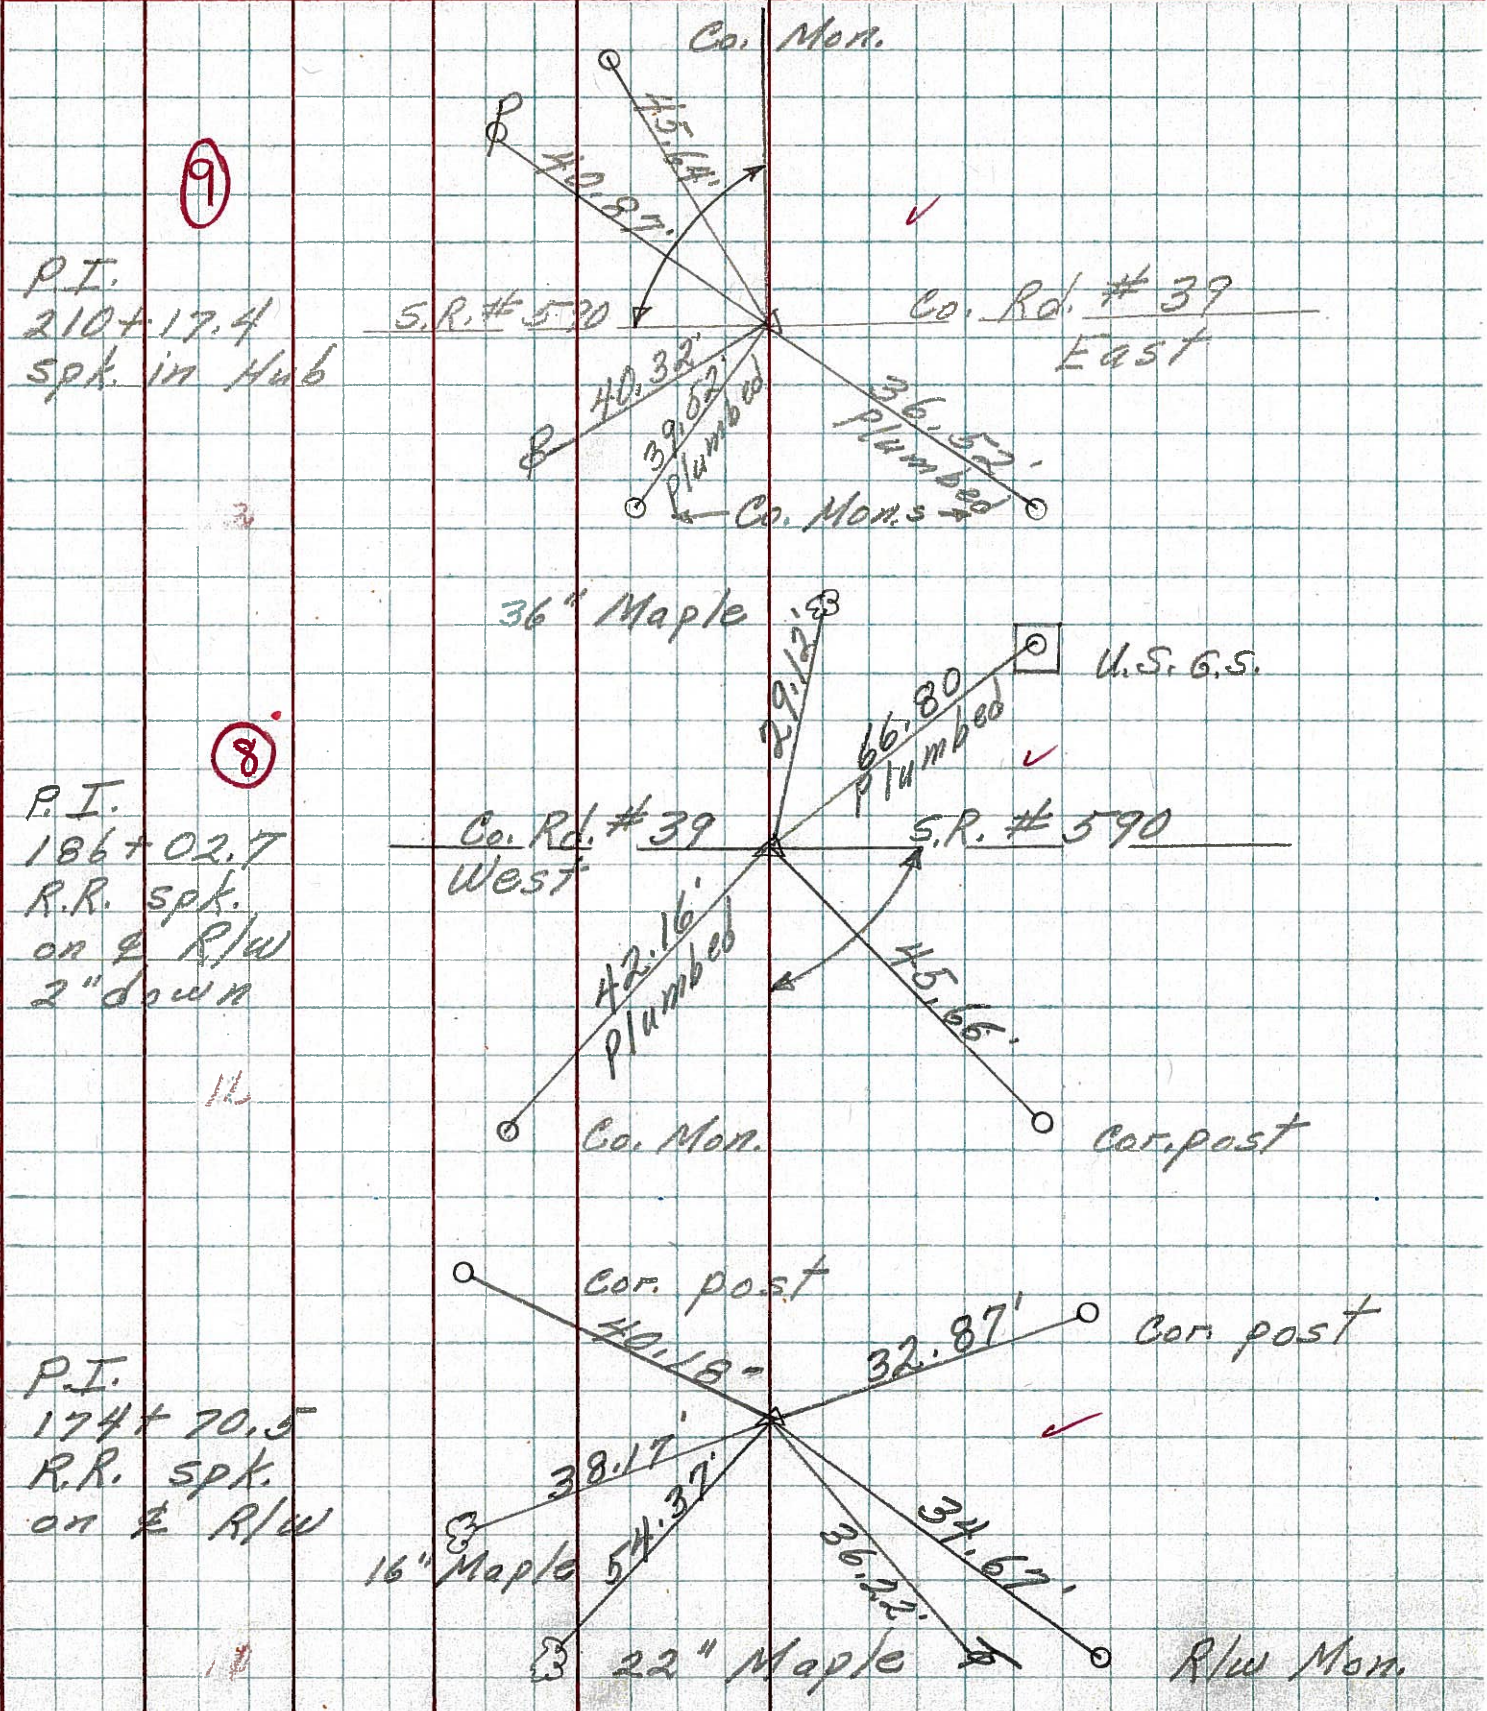 Co. Mon.
45.64'
40.87'
9
P.I.
210+17.4
spk. in Hub
S.R. # 590
Co. Rd. # 39
East
40.32'
39.52'
Plumbed
36.52'
Plumbed
Co. Mon.s
36" Maple
29.12'
66.80
Plumbed
U.S.G.S.
8
P.I.
186+02.7
R.R. spk.
on ℄ R/W
2" down
Co. Rd. # 39
West
S.R. # 590
42.16'
Plumbed
45.66'
Co. Mon.
Cor. post
Cor. post
40.18'
32.87'
Cor. post
P.I.
174+70.5
R.R. spk.
on ℄ R/W
38.17'
54.37'
16" Maple
36.22'
34.67'
22" Maple
R/W Mon.